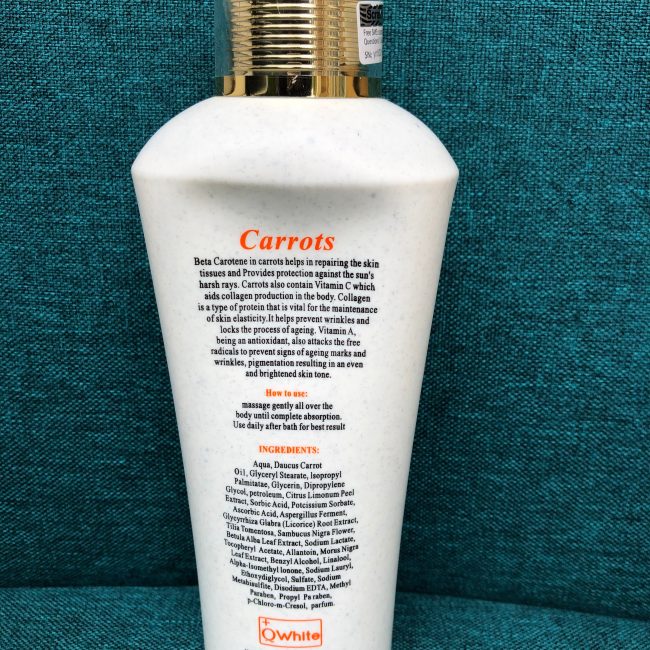 Free SMS
Question
Carrots
Beta Carotene in carrots helps in repairing the skin
tissues and Provides protection against the sun's
harsh rays. Carrots also contain Vitamin C which
aids collagen production in the body. Collagen
is a type of protein that is vital for the maintenance
of skin elasticity.It helps prevent wrinkles and
locks the process of ageing. Vitamin A,
being an antioxidant, also attacks the free
radicals to prevent signs of ageing marks and
wrinkles, pigmentation resulting in an even
and brightened skin tone.
How to use:
massage gently all over the
body until complete absorption.
Use daily after bath for best result
INGREDIENTS:
Aqua, Daucus Carrot
Oil, Glyceryl Stearate, Isopropyl
Palmitatae, Glycerin, Dipropylene
Glycol, petroleum, Citrus Limonum Peel
Extract, Sorbic Acid, Potcissium Sorbate,
Ascorbic Acid, Aspergillus Ferment,
Glycyrrhiza Glabra (Licorice) Root Extract,
Tilia Tomentosa, Sambucus Nigra Flower,
Betula Alba Leaf Extract, Sodium Lactate,
Tocopheryl Acetate, Allantoin, Morus Nigra
Leaf Extract, Benzyl Alcohol, Linalool,
Alpha-Isomethyl lonone, Sodium Lauryl,
Ethoxydiglycol, Sulfate, Sodium
Metabisulfite, Disodium EDTA, Methyl
Paraben, Propyl Pa raben,
p-Chloro-m-Cresol, parfum.
QWhite